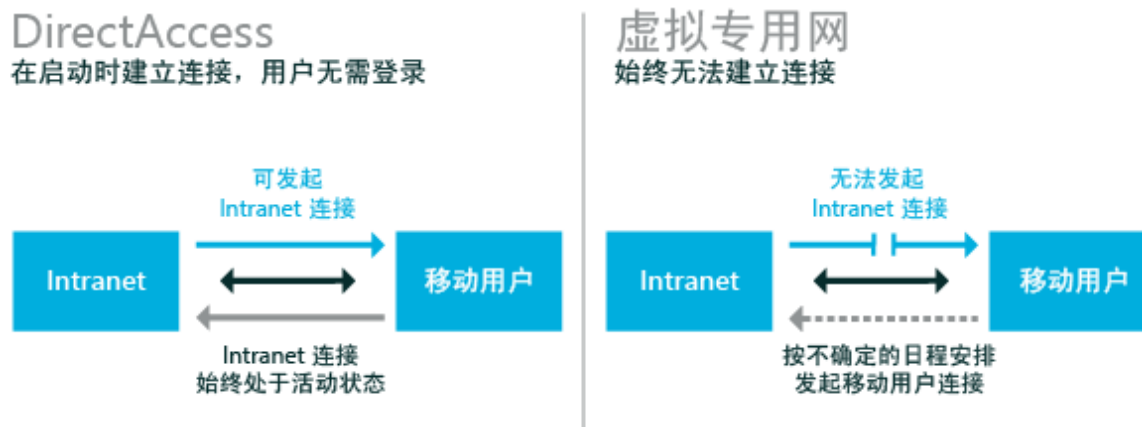 DirectAccess
在启动时建立连接，用户无需登录
可发起
Intranet 连接
Intranet
移动用户
Intranet 连接
始终处于活动状态
虚拟专用网
始终无法建立连接
无法发起
Intranet 连接
Intranet
移动用户
按不确定的日程安排
发起移动用户连接